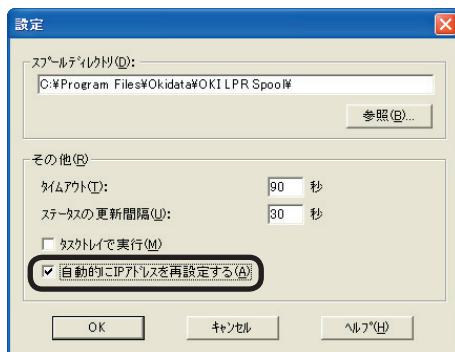 設定
スプールディレクトリ(D):
C:¥Program Files¥Okidata¥OKI LPR Spool¥
参照(B)...
その他(R)
タイムアウト(T):
90 秒
ステータスの更新間隔(U):
30 秒
タスクトレイで実行(M)
自動的にIPアドレスを再設定する(A)
OK キャンセル ヘルプ(H)